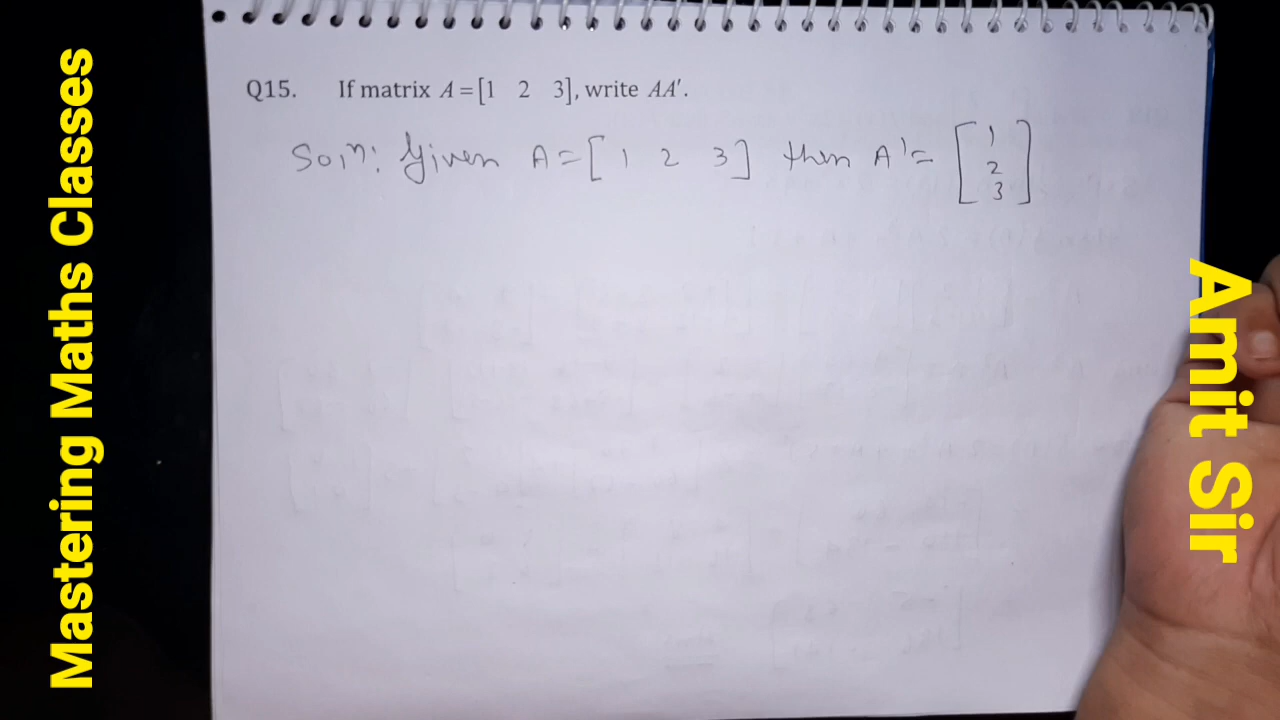 Mastering Maths Classes
Q15. If matrix A = [1 2 3], write AA′.
Soln: Given A = [ 1 2 3 ] then A' = [ 1
2
3 ]
Amit Sir